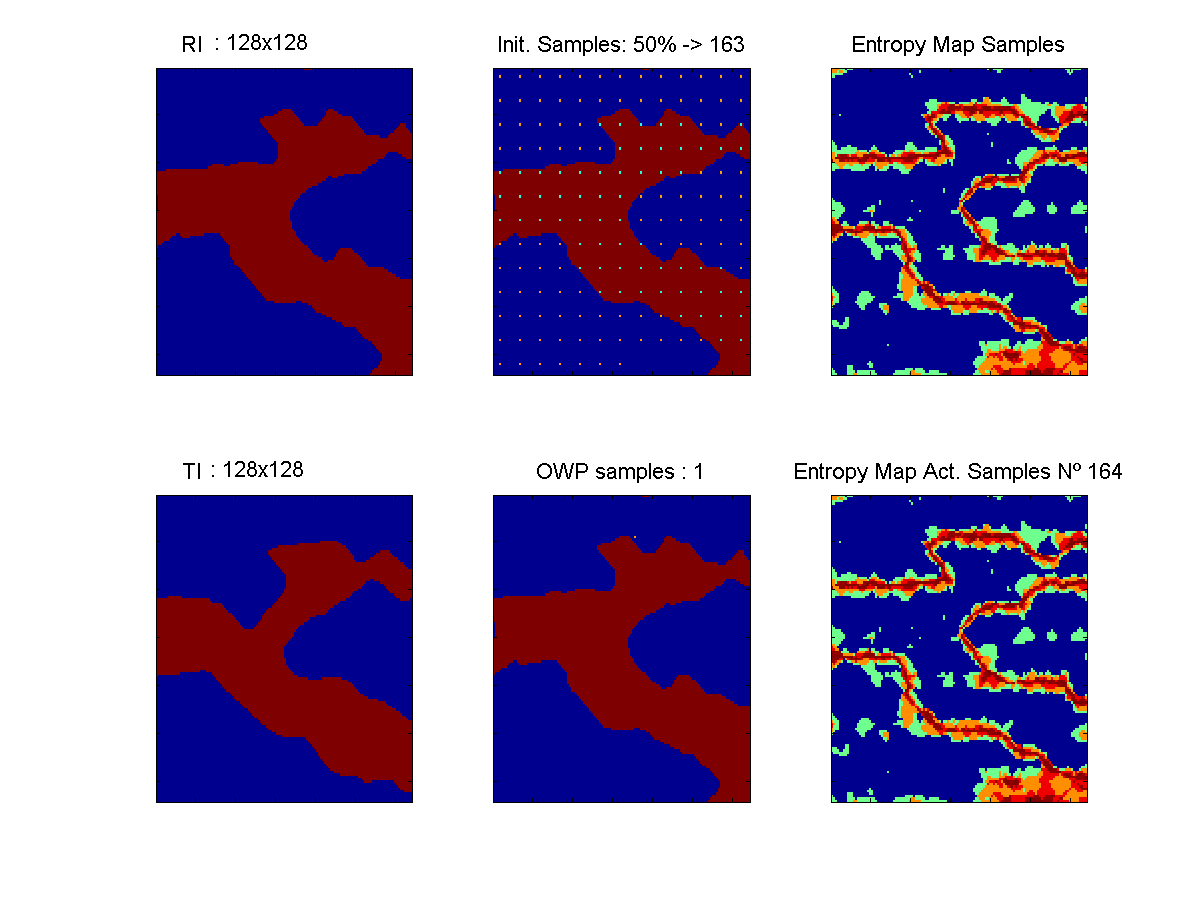 RI : 128x128
Init. Samples: 50% -> 163
Entropy Map Samples
TI : 128x128
OWP samples : 1
Entropy Map Act. Samples Nº 164